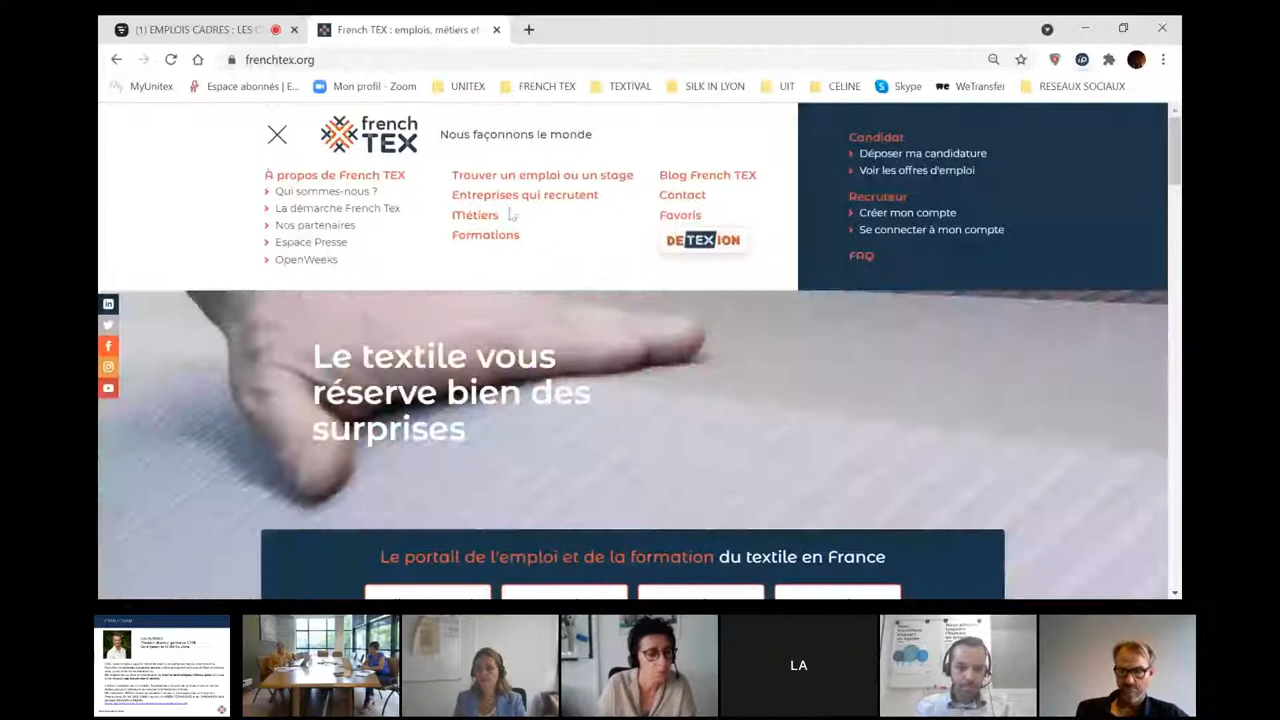 (1) EMPLOIS CADRES : LES C
French TEX : emplois, métiers et
frenchtex.org
MyUnitex
Espace abonnés | E...
Mon profil - Zoom
UNITEX
FRENCH TEX
TEXTIVAL
SILK IN LYON
UIT
CELINE
Skype
WeTransfer
RESEAUX SOCIAUX
french
TEX
Nous façonnons le monde
À propos de French TEX
Qui sommes-nous ?
La démarche French Tex
Nos partenaires
Espace Presse
OpenWeeks
Trouver un emploi ou un stage
Entreprises qui recrutent
Métiers
Formations
Blog French TEX
Contact
Favoris
DETEXION
Candidat
Déposer ma candidature
Voir les offres d'emploi
Recruteur
Créer mon compte
Se connecter à mon compte
FAQ
Le textile vous
réserve bien des
surprises
Le portail de l'emploi et de la formation du textile en France
LA